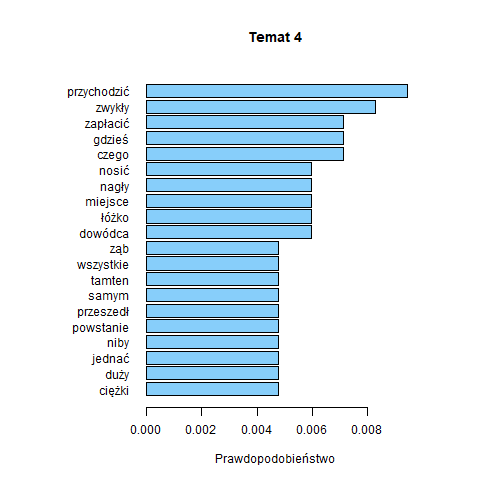 Temat 4
przychodzić
zwykły
zapłacić
gdzieś
czego
nosić
nagły
miejsce
łóżko
dowódca
ząb
wszystkie
tamten
samym
przeszedł
powstanie
niby
jednać
duży
ciężki
0.000 0.002 0.004 0.006 0.008
Prawdopodobieństwo